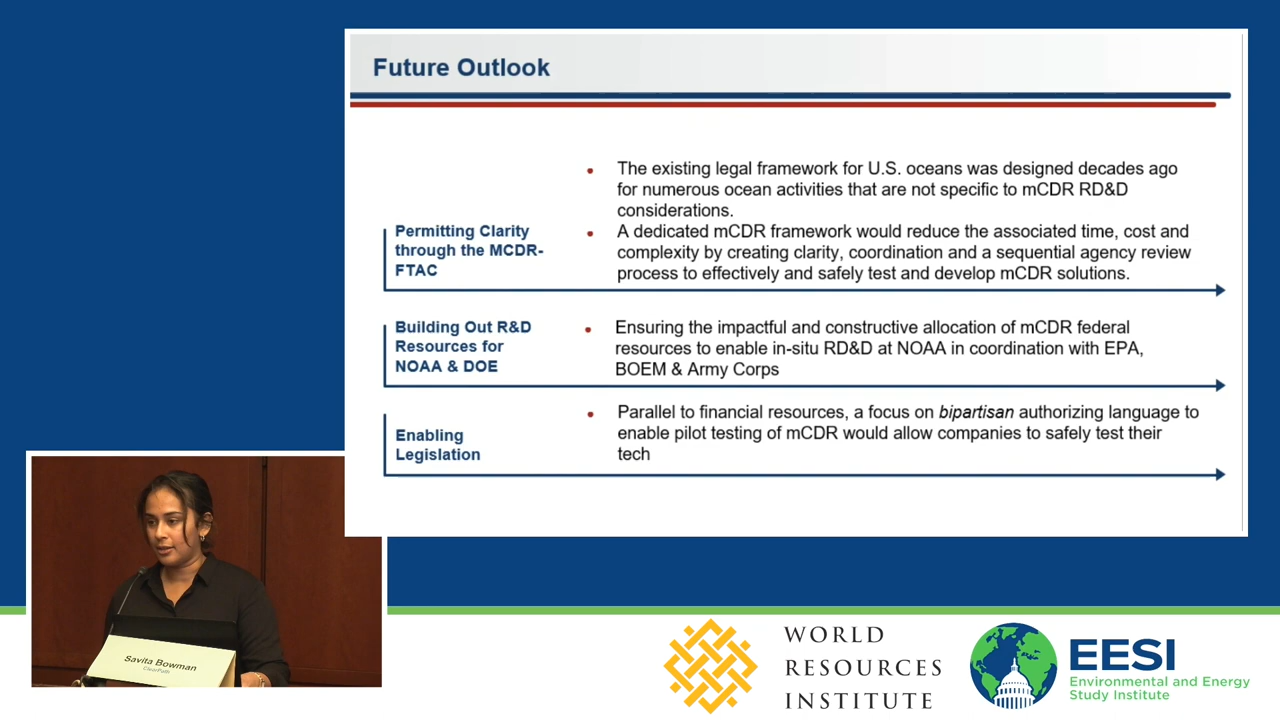 Future Outlook
The existing legal framework for U.S. oceans was designed decades ago
for numerous ocean activities that are not specific to mCDR RD&D
considerations.
Permitting Clarity
through the MCDR-
FTAC
A dedicated mCDR framework would reduce the associated time, cost and
complexity by creating clarity, coordination and a sequential agency review
process to effectively and safely test and develop mCDR solutions.
Building Out R&D
Resources for
NOAA & DOE
Ensuring the impactful and constructive allocation of mCDR federal
resources to enable in-situ RD&D at NOAA in coordination with EPA,
BOEM & Army Corps
Enabling
Legislation
Parallel to financial resources, a focus on bipartisan authorizing language to
enable pilot testing of mCDR would allow companies to safely test their
tech
Savita Bowman
ClearPath
WORLD
RESOURCES
INSTITUTE
EESI
Environmental and Energy
Study Institute